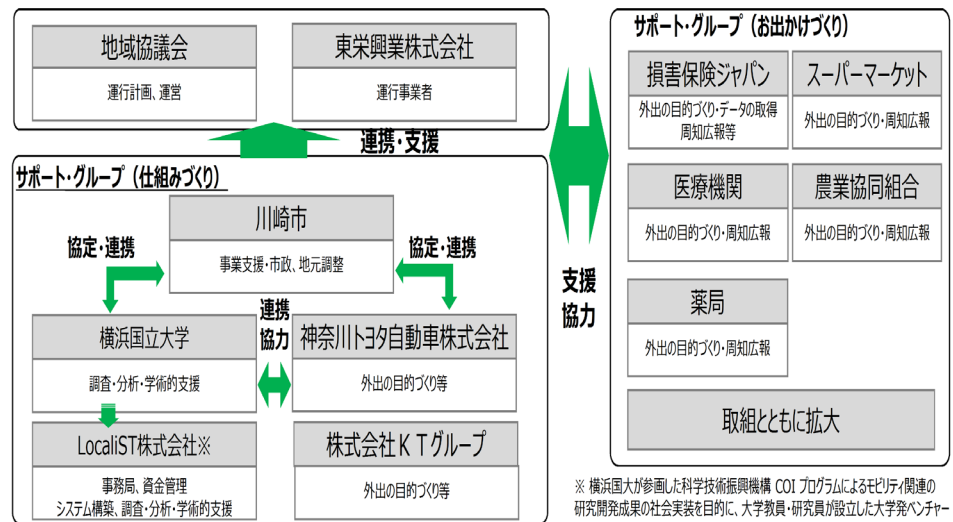 地域協議会
運行計画、運営
東栄興業株式会社
運行事業者
連携・支援
サポート・グループ（仕組みづくり）
川崎市
事業支援・市政、地元調整
協定・連携
協定・連携
横浜国立大学
調査・分析・学術的支援
連携
協力
神奈川トヨタ自動車株式会社
外出の目的づくり等
LocaliST株式会社※
事務局、資金管理
システム構築、調査・分析・学術的支援
株式会社ＫＴグループ
外出の目的づくり等
支援
協力
サポート・グループ（お出かけづくり）
損害保険ジャパン
外出の目的づくり・データの取得
周知広報等
スーパーマーケット
外出の目的づくり・周知広報
医療機関
外出の目的づくり・周知広報
農業協同組合
外出の目的づくり・周知広報
薬局
外出の目的づくり・周知広報
取組とともに拡大
※ 横浜国大が参画した科学技術振興機構 COI プログラムによるモビリティ関連の
研究開発成果の社会実装を目的に、大学教員・研究員が設立した大学発ベンチャー